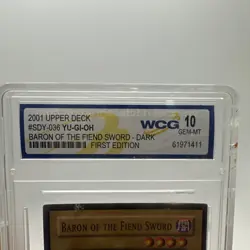 2001 UPPER DECK
#SDY-036 YU-GI-OH
BARON OF THE FIEND SWORD - DARK
FIRST EDITION
WCG
10
GEM-MT
61971411
BARON OF THE FIEND SWORD